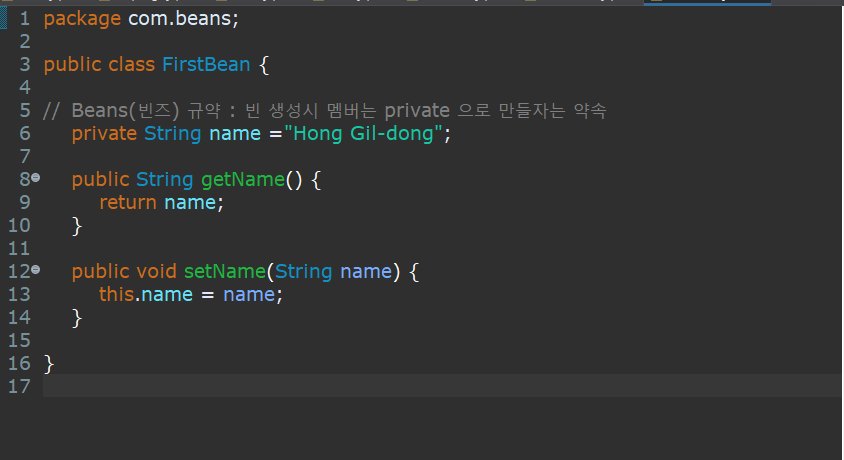 1 package com.beans;
2
3 public class FirstBean {
4
5 // Beans(빈즈) 규약 : 빈 생성시 멤버는 private 으로 만들자는 약속
6 private String name ="Hong Gil-dong";
7
8 public String getName() {
9 return name;
10 }
11
12 public void setName(String name) {
13 this.name = name;
14 }
15
16 }
17